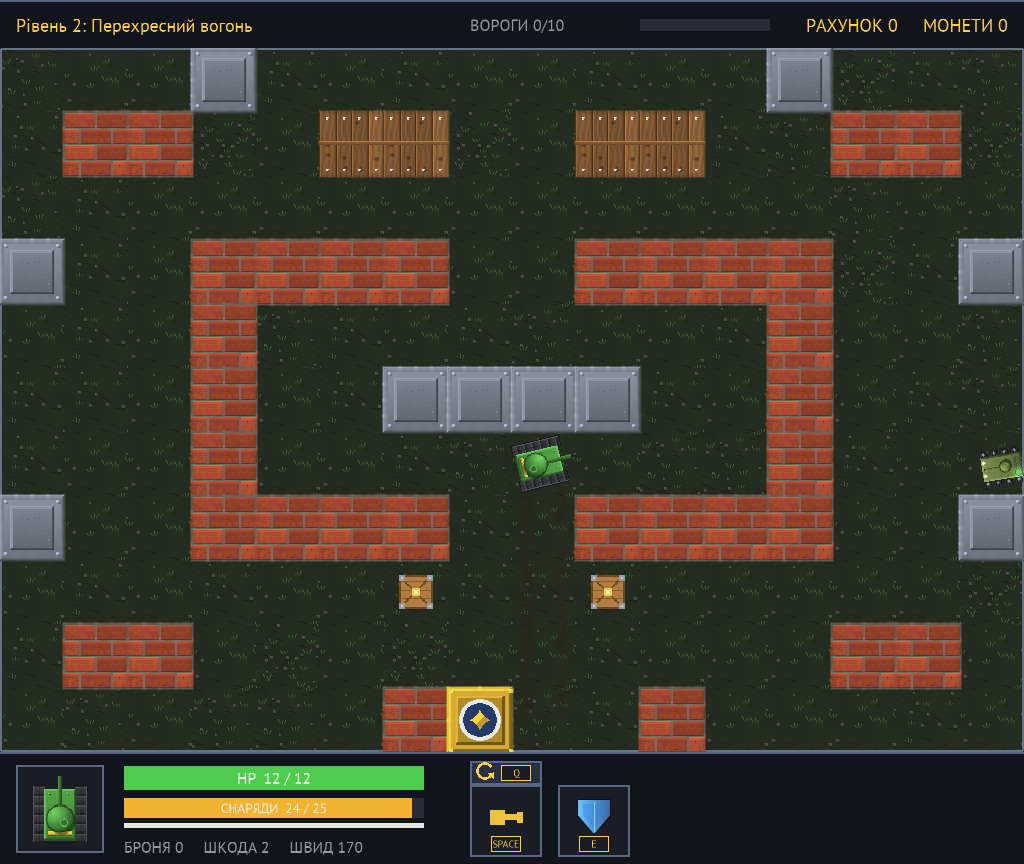 Рівень 2: Перехресний вогонь
ВОРОГИ 0/10
РАХУНОК 0
МОНЕТИ 0
HP 12 / 12
СНАРЯДИ 24 / 25
БРОНЯ 0
ШКОДА 2
ШВИД 170
Q
SPACE
E